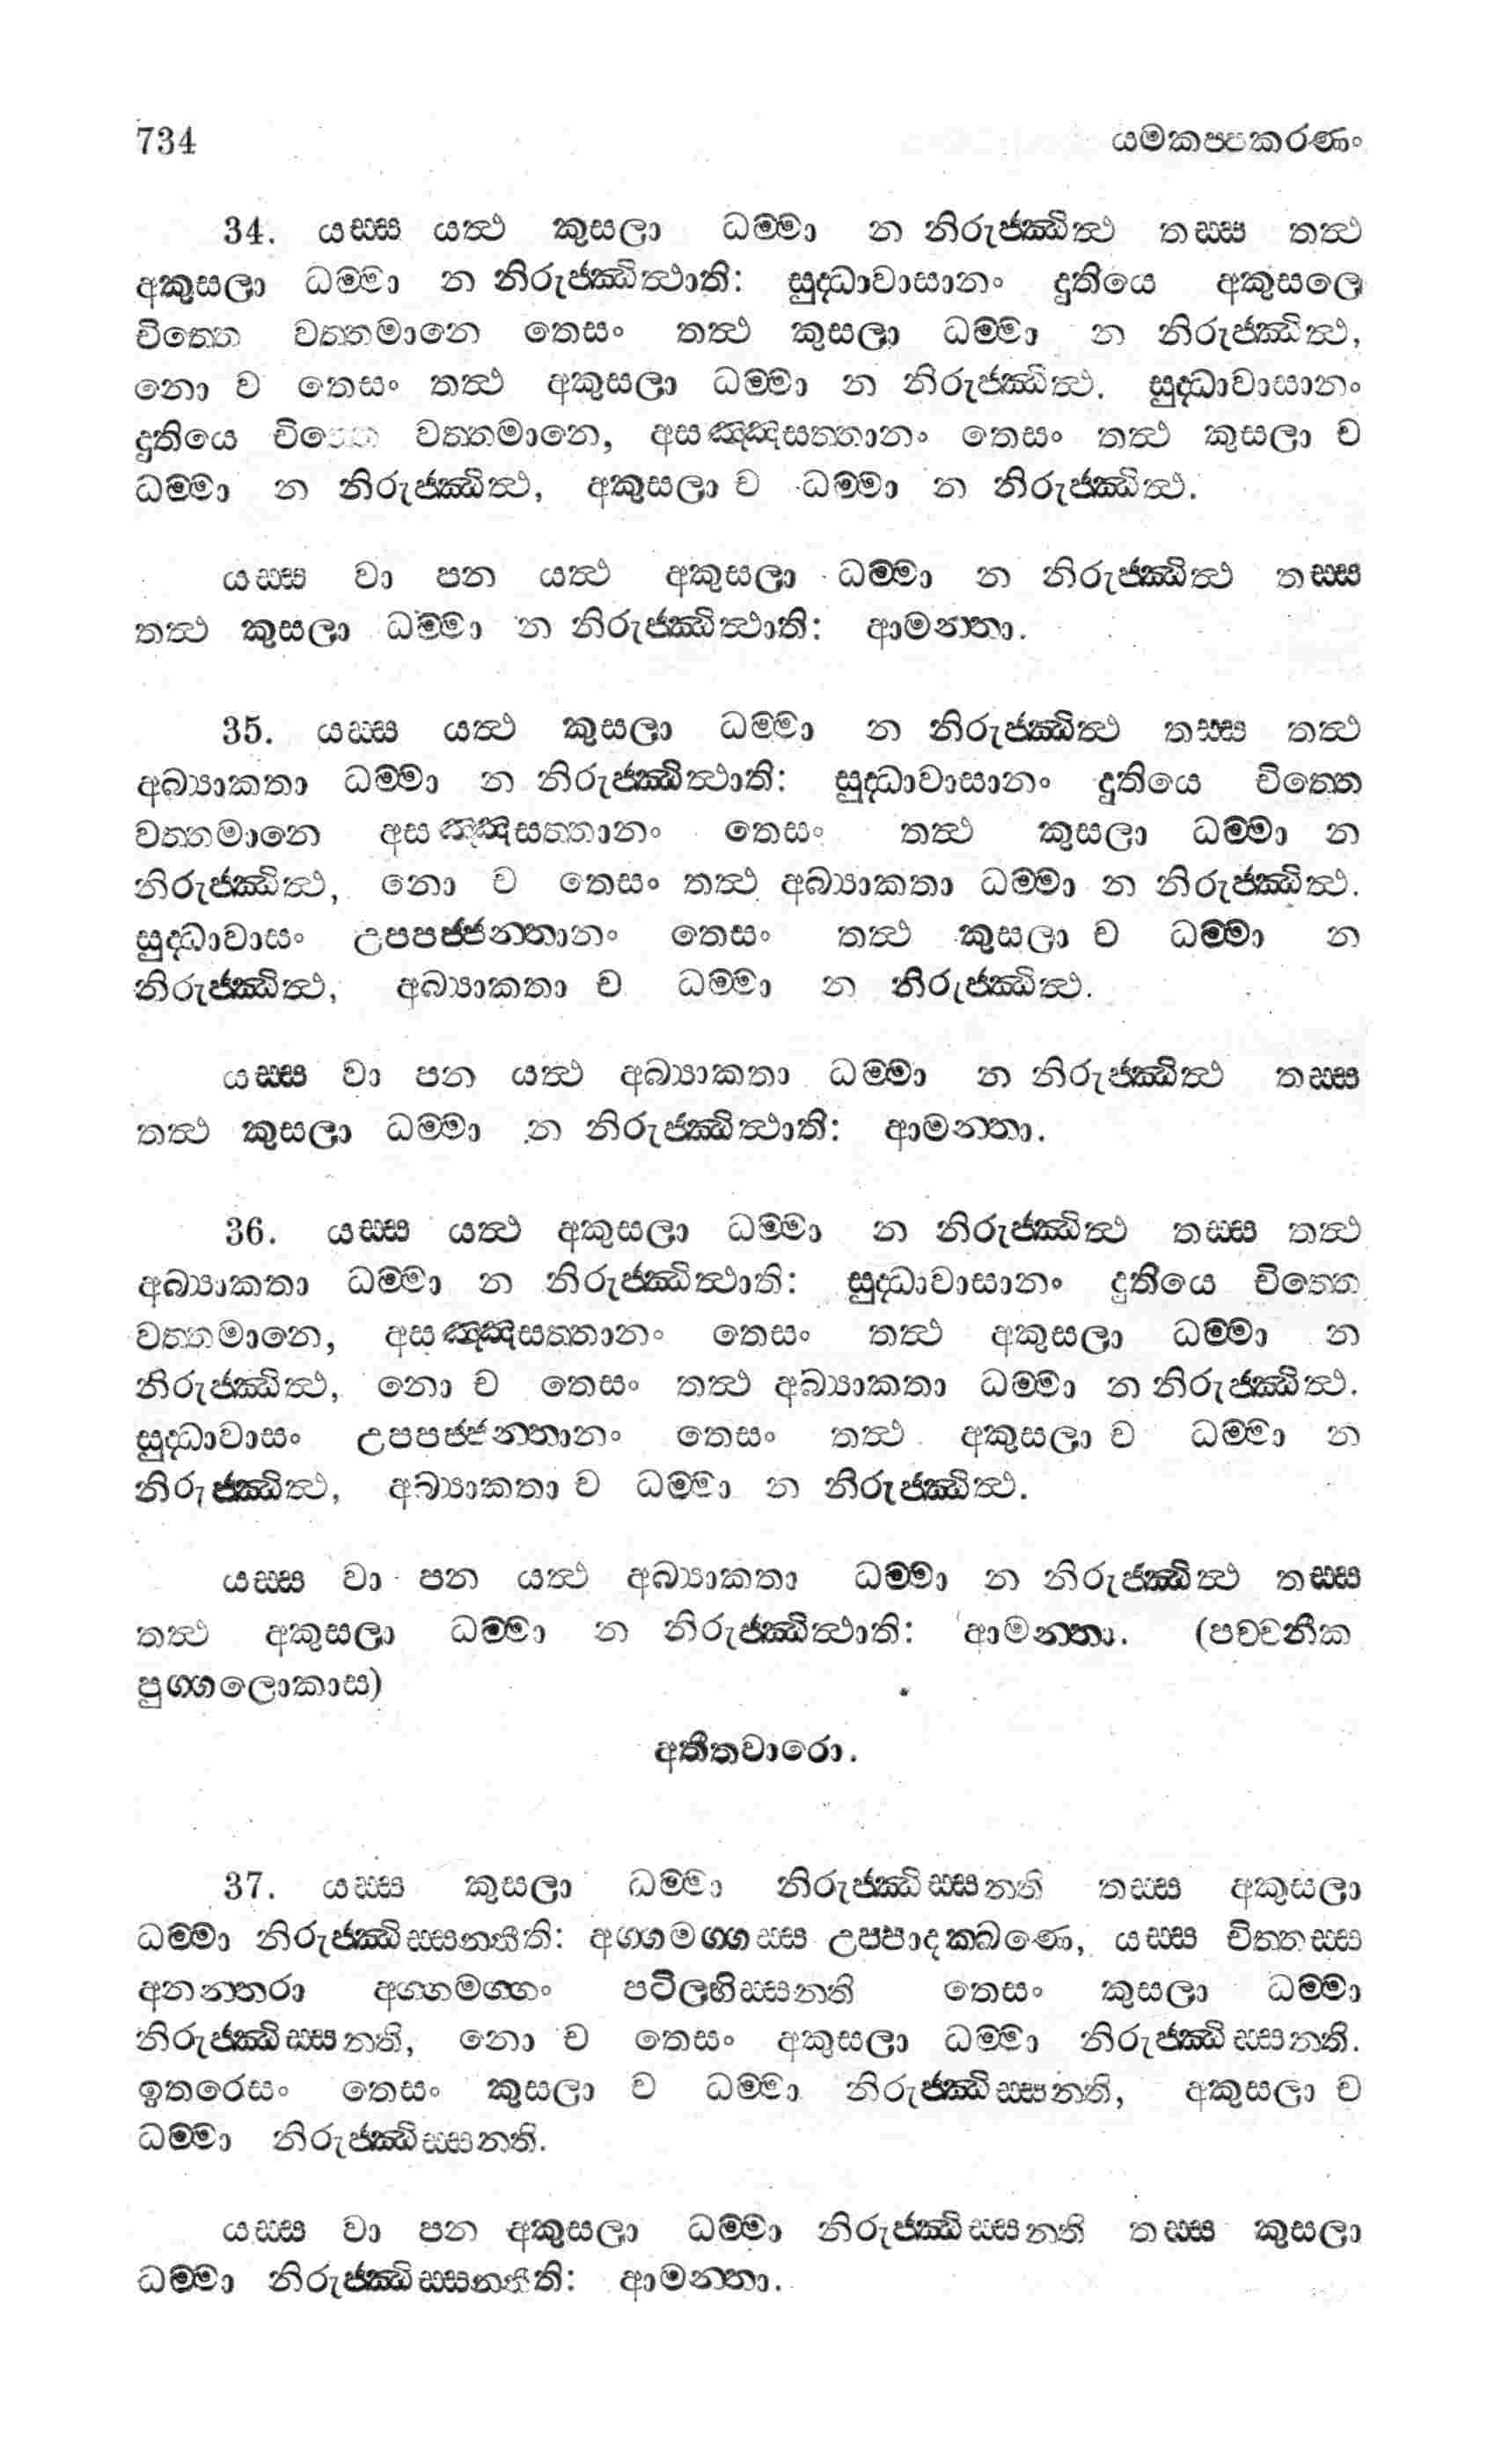 734 යමකප්පකරණං
34. යස්ස යත්ථ කුසලා ධම්මා න නිරුජ්ඣිත්ථ තස්ස තත්ථ
අකුසලා ධම්මා න නිරුජ්ඣිත්ථාති: සුද්ධාවාසානං දුතියෙ අකුසලෙ
චිත්තෙ වත්තමානෙ තෙසං තත්ථ කුසලා ධම්මා න නිරුජ්ඣිත්ථ,
නො ච තෙසං තත්ථ අකුසලා ධම්මා න නිරුජ්ඣිත්ථ. සුද්ධාවාසානං
දුතියෙ චිත්තෙ වත්තමානෙ, අසඤ්ඤසත්තානං තෙසං තත්ථ කුසලා ච
ධම්මා න නිරුජ්ඣිත්ථ, අකුසලා ච ධම්මා න නිරුජ්ඣිත්ථ.
යස්ස වා පන යත්ථ අකුසලා ධම්මා න නිරුජ්ඣිත්ථ තස්ස
තත්ථ කුසලා ධම්මා න නිරුජ්ඣිත්ථාති: ආමන්තා.
35. යස්ස යත්ථ කුසලා ධම්මා න නිරුජ්ඣිත්ථ තස්ස තත්ථ
අබ්‍යාකතා ධම්මා න නිරුජ්ඣිත්ථාති: සුද්ධාවාසානං දුතියෙ චිත්තෙ
වත්තමානෙ අසඤ්ඤසත්තානං තෙසං තත්ථ කුසලා ධම්මා න
නිරුජ්ඣිත්ථ, නො ච තෙසං තත්ථ අබ්‍යාකතා ධම්මා න නිරුජ්ඣිත්ථ.
සුද්ධාවාසං උපපජ්ජන්තානං තෙසං තත්ථ කුසලා ච ධම්මා න
නිරුජ්ඣිත්ථ, අබ්‍යාකතා ච ධම්මා න නිරුජ්ඣිත්ථ.
යස්ස වා පන යත්ථ අබ්‍යාකතා ධම්මා න නිරුජ්ඣිත්ථ තස්ස
තත්ථ කුසලා ධම්මා න නිරුජ්ඣිත්ථාති: ආමන්තා.
36. යස්ස යත්ථ අකුසලා ධම්මා න නිරුජ්ඣිත්ථ තස්ස තත්ථ
අබ්‍යාකතා ධම්මා න නිරුජ්ඣිත්ථාති: සුද්ධාවාසානං දුතියෙ චිත්තෙ
වත්තමානෙ, අසඤ්ඤසත්තානං තෙසං තත්ථ අකුසලා ධම්මා න
නිරුජ්ඣිත්ථ, නො ච තෙසං තත්ථ අබ්‍යාකතා ධම්මා න නිරුජ්ඣිත්ථ.
සුද්ධාවාසං උපපජ්ජන්තානං තෙසං තත්ථ අකුසලා ච ධම්මා න
නිරුජ්ඣිත්ථ, අබ්‍යාකතා ච ධම්මා න නිරුජ්ඣිත්ථ.
යස්ස වා පන යත්ථ අබ්‍යාකතා ධම්මා න නිරුජ්ඣිත්ථ තස්ස
තත්ථ අකුසලා ධම්මා න නිරුජ්ඣිත්ථාති: ආමන්තා. (පච්චනීක
පුග්ගලොකාස)
අතීතවාරො.
37. යස්ස කුසලා ධම්මා නිරුජ්ඣිස්සන්ති තස්ස අකුසලා
ධම්මා නිරුජ්ඣිස්සන්තීති: අග්ගමග්ගස්ස උප්පාදක්ඛණෙ, යස්ස චිත්තස්ස
අනන්තරා අග්ගමග්ගං පටිලභිස්සන්ති තෙසං කුසලා ධම්මා
නිරුජ්ඣිස්සන්ති, නො ච තෙසං අකුසලා ධම්මා නිරුජ්ඣිස්සන්ති.
ඉතරෙසං තෙසං කුසලා ච ධම්මා නිරුජ්ඣිස්සන්ති, අකුසලා ච
ධම්මා නිරුජ්ඣිස්සන්ති.
යස්ස වා පන අකුසලා ධම්මා නිරුජ්ඣිස්සන්ති තස්ස කුසලා
ධම්මා නිරුජ්ඣිස්සන්තීති: ආමන්තා.